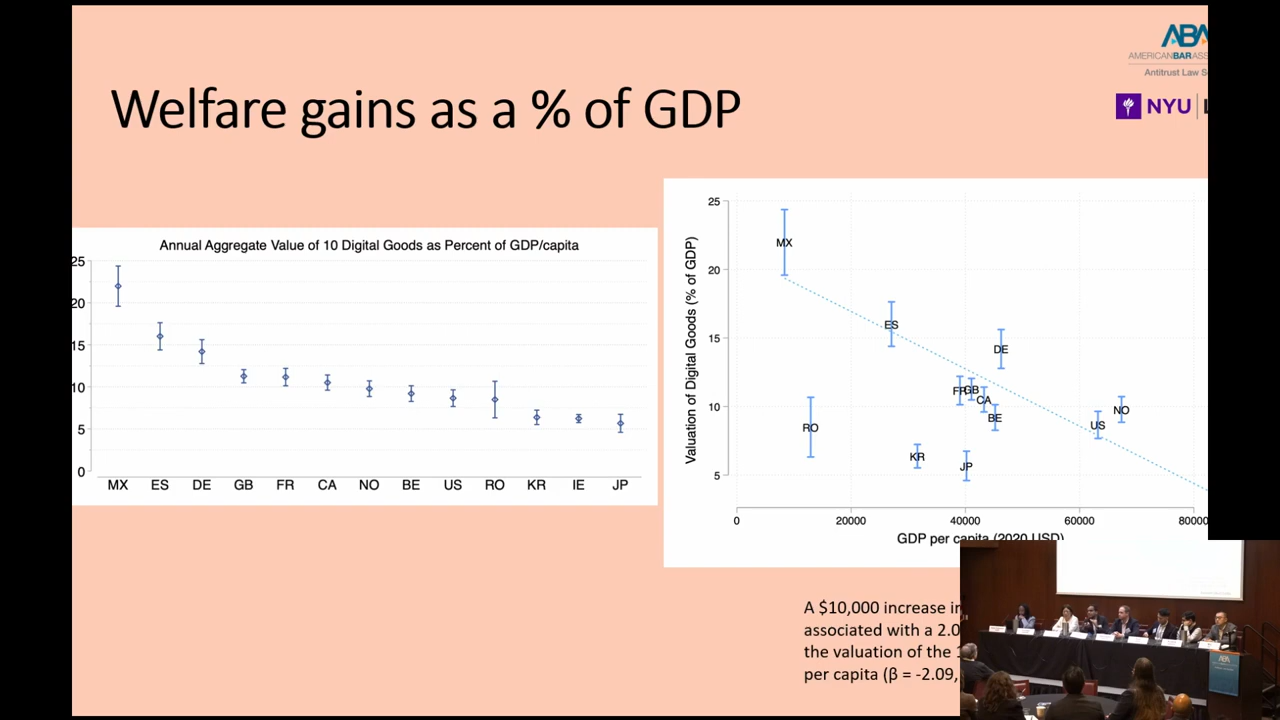 ABA
AMERICANBARASS
Antitrust Law S
Welfare gains as a % of GDP
NYU
Annual Aggregate Value of 10 Digital Goods as Percent of GDP/capita
25
20
15
10
5
0
MX ES DE GB FR CA NO BE US RO KR IE JP
Valuation of Digital Goods (% of GDP)
25
20
15
10
5
MX
ES
DE
FR GB
CA
BE
NO
US
RO
KR
JP
0 20000 40000 60000 80000
GDP per capita (2020 USD)
A $10,000 increase in
associated with a 2.0
the valuation of the
per capita (β = -2.09,
ABA